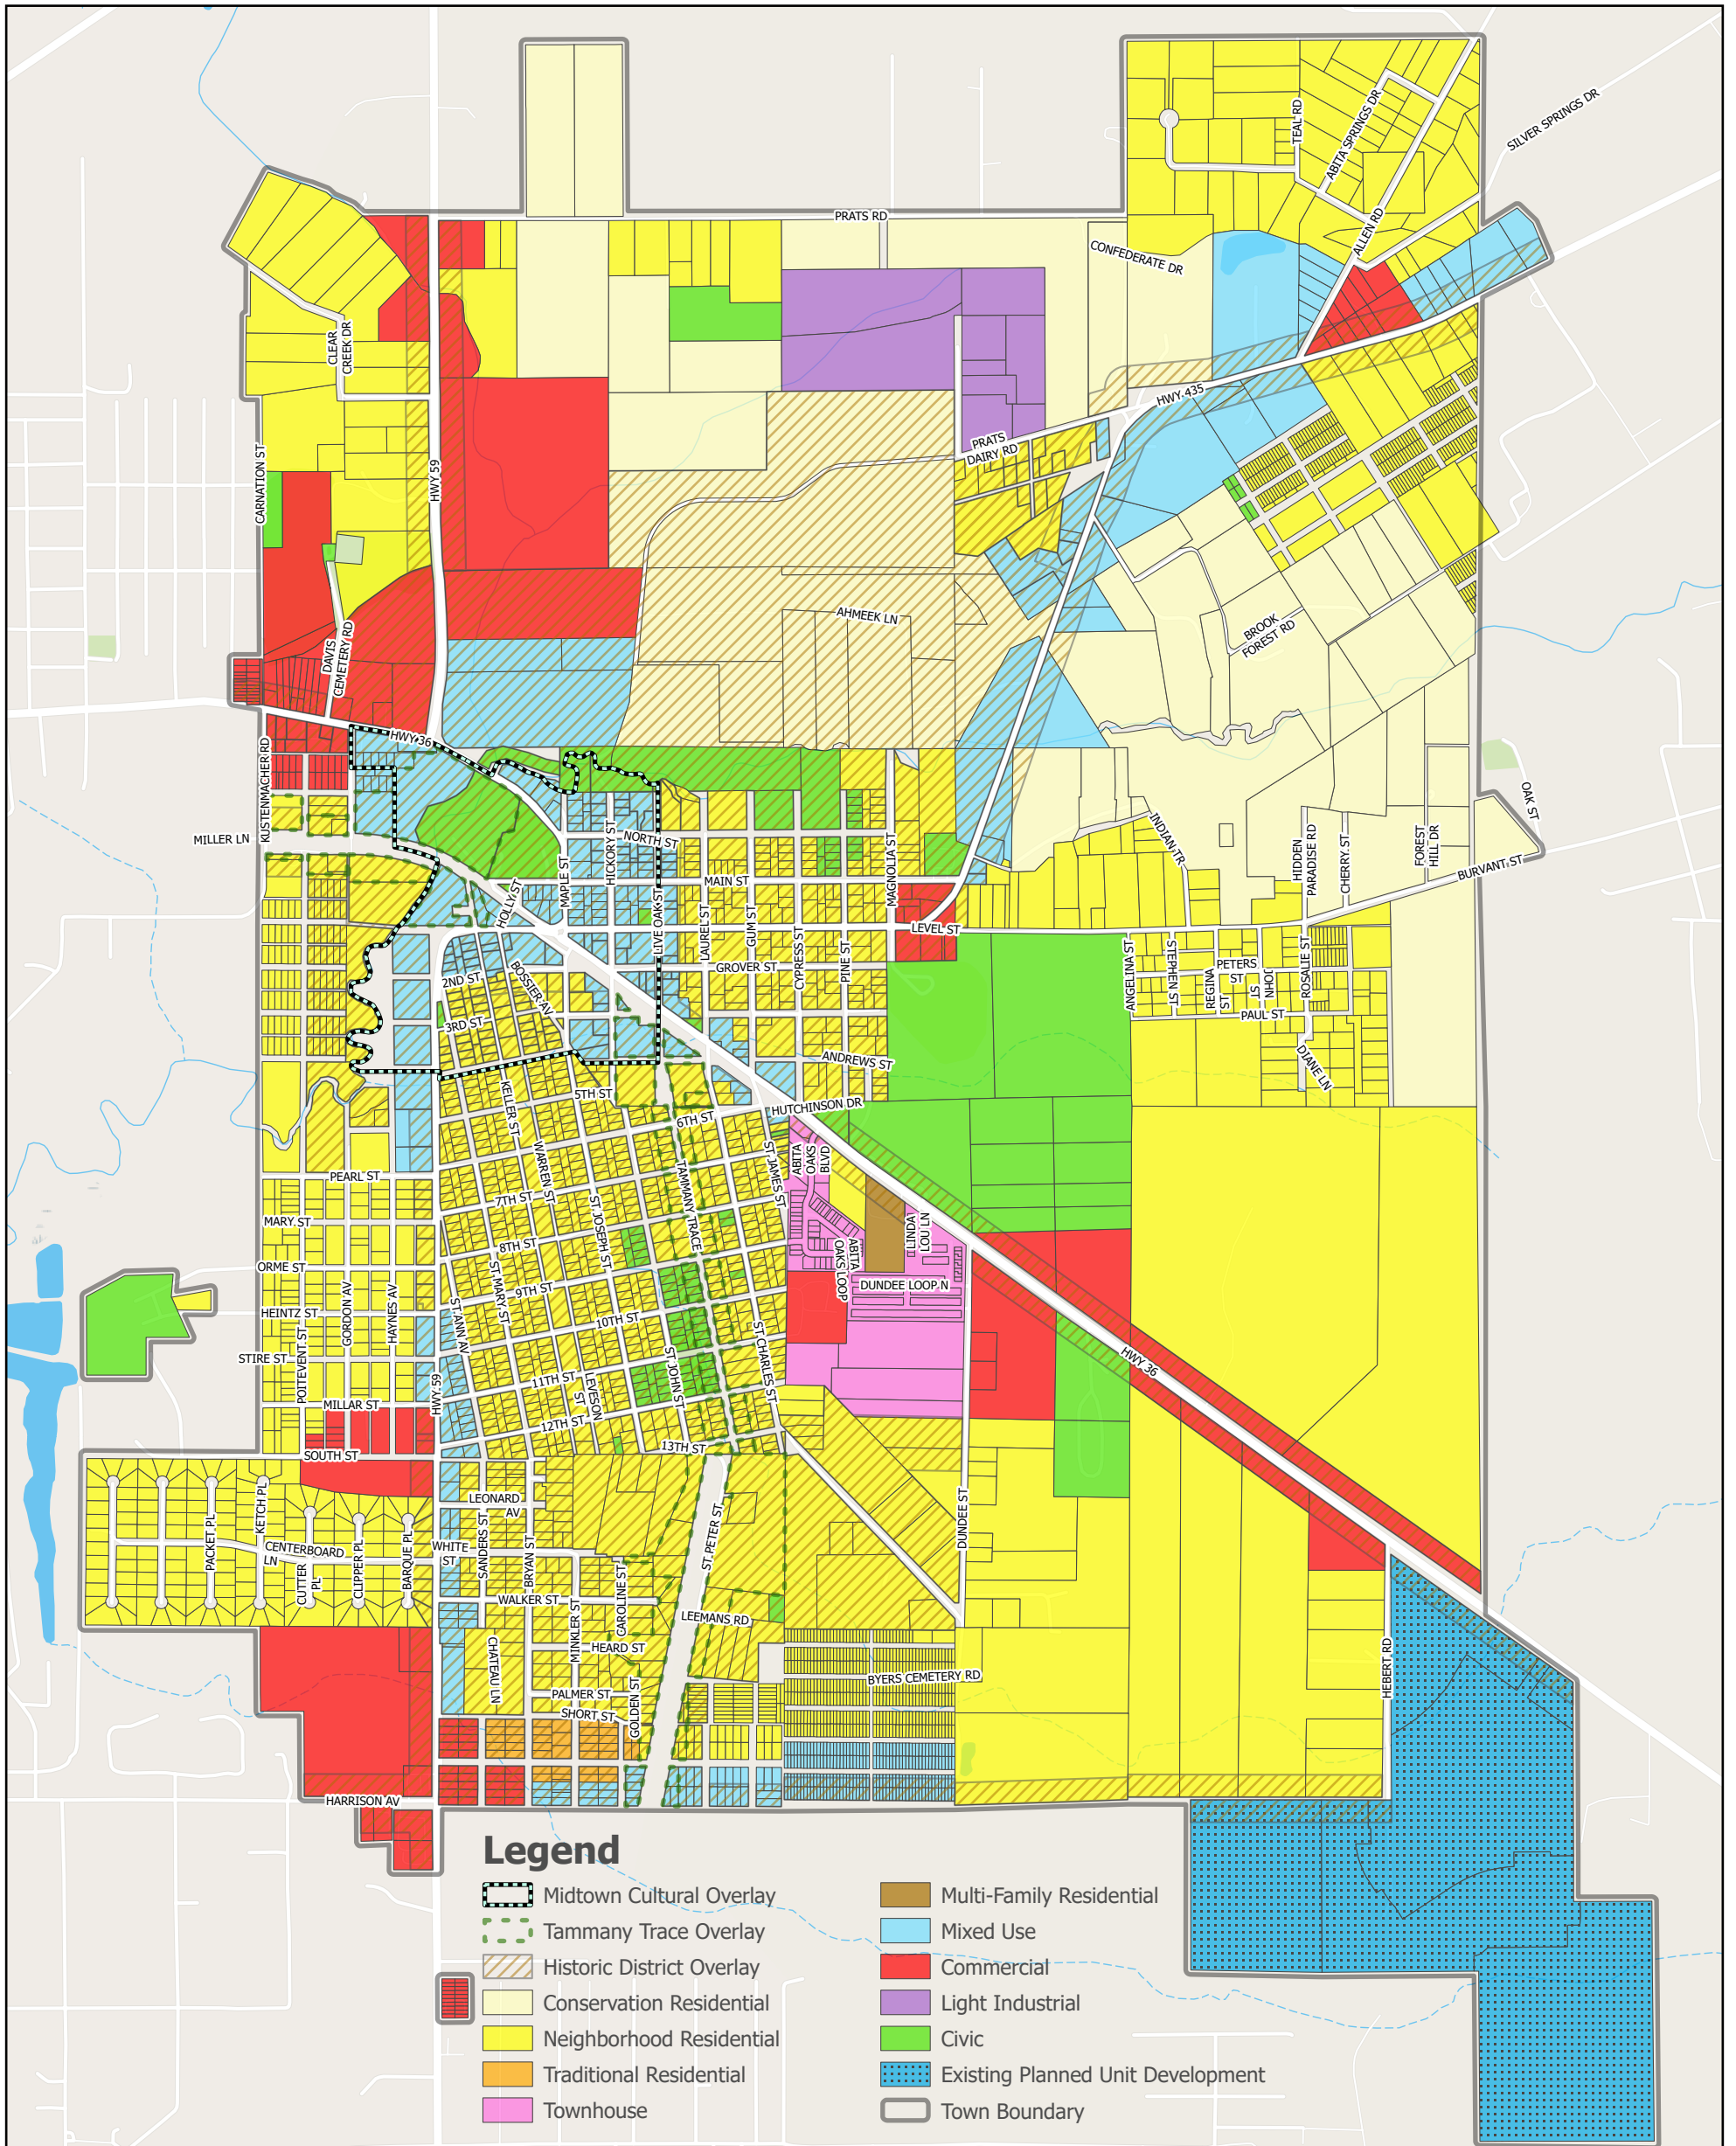 SILVER SPRINGS DR
TEAL RD
ABITA SPRINGS DR
ALLEN RD
PRATS RD
CONFEDERATE DR
CLEAR
CREEK DR
HWY 435
CARNATION ST
HWY 59
PRATS
DAIRY RD
AHMEEK LN
BROOK
FOREST RD
DAVIS
CEMETERY RD
HWY 36
KUSTENMACHER RD
MILLER LN
NORTH ST
HICKORY ST
MAPLE ST
MAIN ST
MAGNOLIA ST
INDIAN TR
HIDDEN
PARADISE RD
CHERRY ST
FOREST
HILL DR
OAK ST
BURVANT ST
HOLLY ST
LIVE OAK ST
LAUREL ST
GUM ST
CYPRESS ST
PINE ST
LEVEL ST
GROVER ST
2ND ST
BOSSIER AV
3RD ST
ANGELINA ST
STEPHEN ST
REGINA
ST
PETERS
ST
JOHN
ST
ROSALIE ST
PAUL ST
DIANE LN
ANDREWS ST
KELLER ST
5TH ST
6TH ST
HUTCHINSON DR
WARREN ST
TAMMANY TRACE
ST JAMES ST
ABITA
OAKS
BLVD
PEARL ST
7TH ST
ST JOSEPH ST
MARY ST
8TH ST
ABITA
OAKS LOOP
LINDA
LOU LN
ORME ST
ST MARY ST
9TH ST
DUNDEE LOOP N
HEINTZ ST
GORDON AV
HAYNES AV
ST ANN AV
10TH ST
ST CHARLES ST
STIRE ST
POITEVENT ST
HWY 59
11TH ST
LEVESON
ST
ST JOHN ST
HWY 36
MILLAR ST
12TH ST
13TH ST
SOUTH ST
KETCH PL
LEONARD
AV
SANDERS ST
BRYAN ST
ST. PETER ST
DUNDEE ST
PACKET PL
CENTERBOARD
LN
CUTTER
PL
CLIPPER PL
BARQUE PL
WHITE
ST
WALKER ST
MINKLER ST
CAROLINE ST
LEEMANS RD
HEARD ST
CHATEAU LN
BYERS CEMETERY RD
HEBERT RD
PALMER ST
SHORT ST
GOLDEN ST
HARRISON AV
Legend
Midtown Cultural Overlay
Tammany Trace Overlay
Historic District Overlay
Conservation Residential
Neighborhood Residential
Traditional Residential
Townhouse
Multi-Family Residential
Mixed Use
Commercial
Light Industrial
Civic
Existing Planned Unit Development
Town Boundary